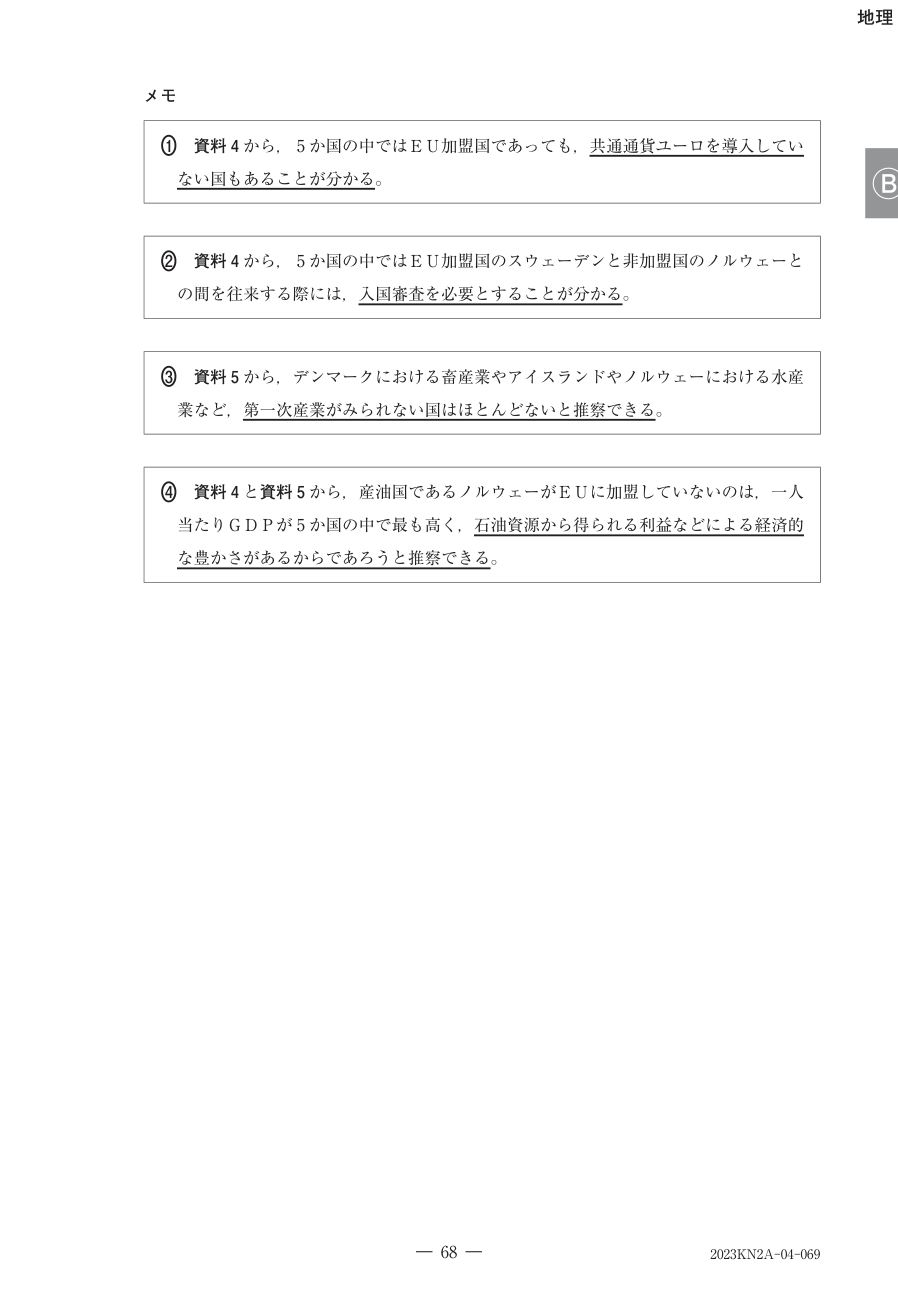 地理
メモ
Ⓑ
① 資料4から，５か国の中ではＥＵ加盟国であっても，共通通貨ユーロを導入してい
ない国もあることが分かる。
② 資料4から，５か国の中ではＥＵ加盟国のスウェーデンと非加盟国のノルウェーと
の間を往来する際には，入国審査を必要とすることが分かる。
③ 資料5から，デンマークにおける畜産業やアイスランドやノルウェーにおける水産
業など，第一次産業がみられない国はほとんどないと推察できる。
④ 資料4と資料5から，産油国であるノルウェーがＥＵに加盟していないのは，一人
当たりＧＤＰが５か国の中で最も高く，石油資源から得られる利益などによる経済的
な豊かさがあるからであろうと推察できる。
― 68 ―
2023KN2A-04-069